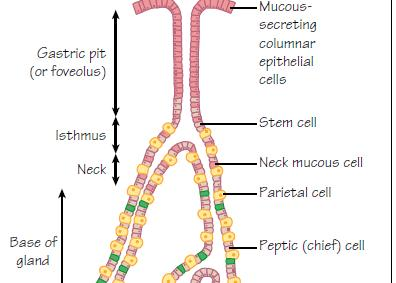 Mucous-
secreting
columnar
epithelial
cells
Gastric pit
(or foveolus)
Stem cell
Isthmus
Neck mucous cell
Neck
Parietal cell
Base of
gland
Peptic (chief) cell